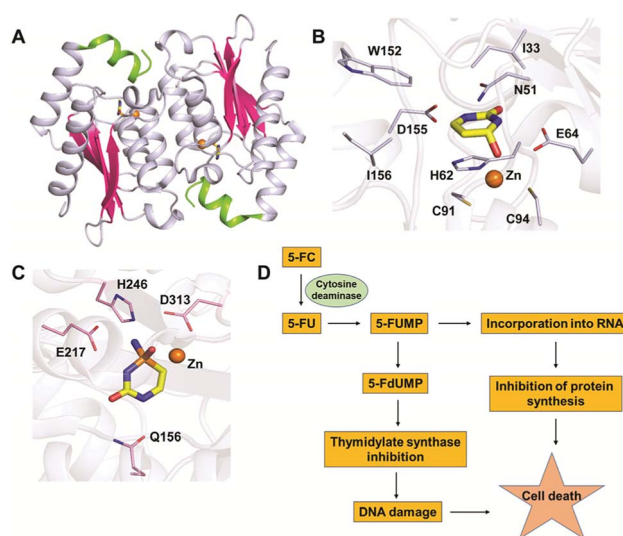 A
B
W152
I33
N51
D155
E64
I156
H62
Zn
C91
C94
C
H246
D313
E217
Zn
Q156
D
5-FC
Cytosine
deaminase
5-FU
5-FUMP
Incorporation into RNA
5-FdUMP
Inhibition of protein
synthesis
Thymidylate synthase
inhibition
Cell death
DNA damage